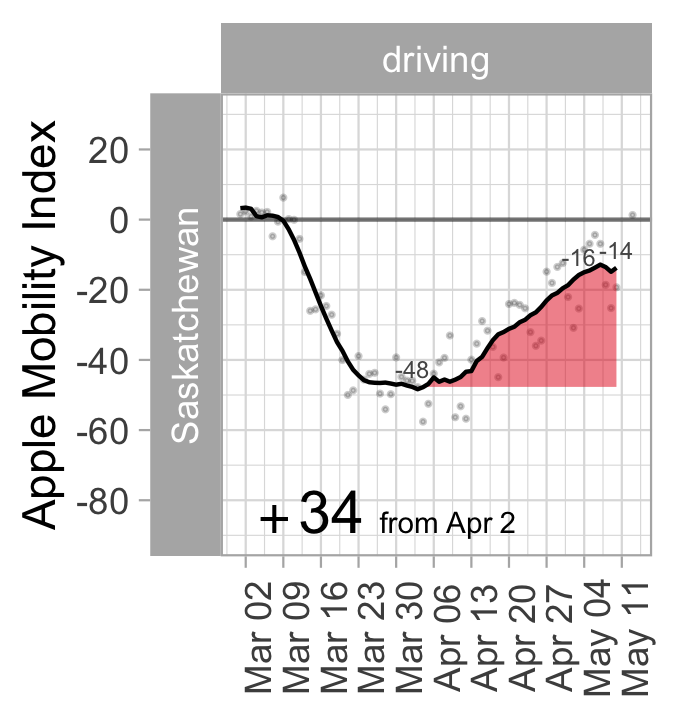 driving
Apple Mobility Index
Saskatchewan
20
0
-20
-40
-60
-80
-16
-14
-48
+34 from Apr 2
Mar 02
Mar 09
Mar 16
Mar 23
Mar 30
Apr 06
Apr 13
Apr 20
Apr 27
May 04
May 11